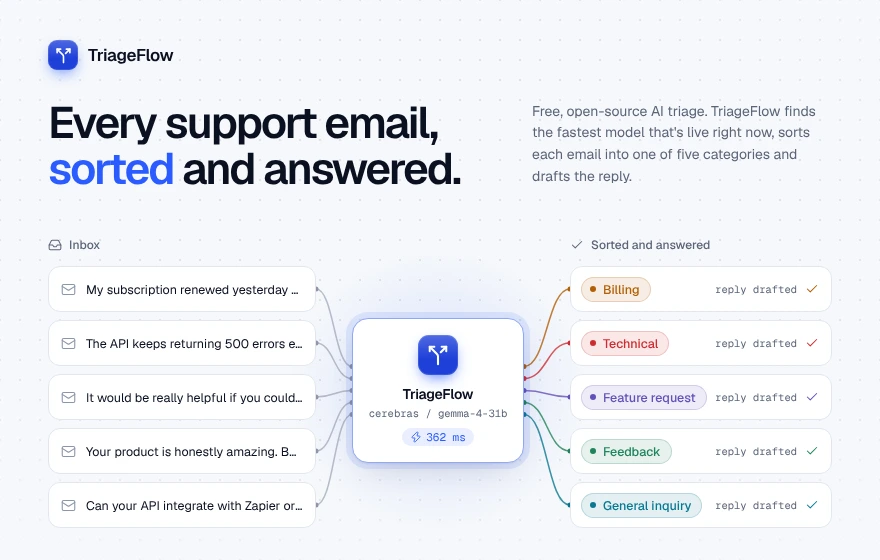 TriageFlow
Every support email,
sorted and answered.
Free, open-source AI triage. TriageFlow finds
the fastest model that's live right now, sorts
each email into one of five categories and
drafts the reply.
Inbox
My subscription renewed yesterday ...
The API keeps returning 500 errors e...
It would be really helpful if you could...
Your product is honestly amazing. B...
Can your API integrate with Zapier or...
TriageFlow
cerebras / gemma-4-31b
362 ms
Sorted and answered
Billing reply drafted
Technical reply drafted
Feature request reply drafted
Feedback reply drafted
General inquiry reply drafted